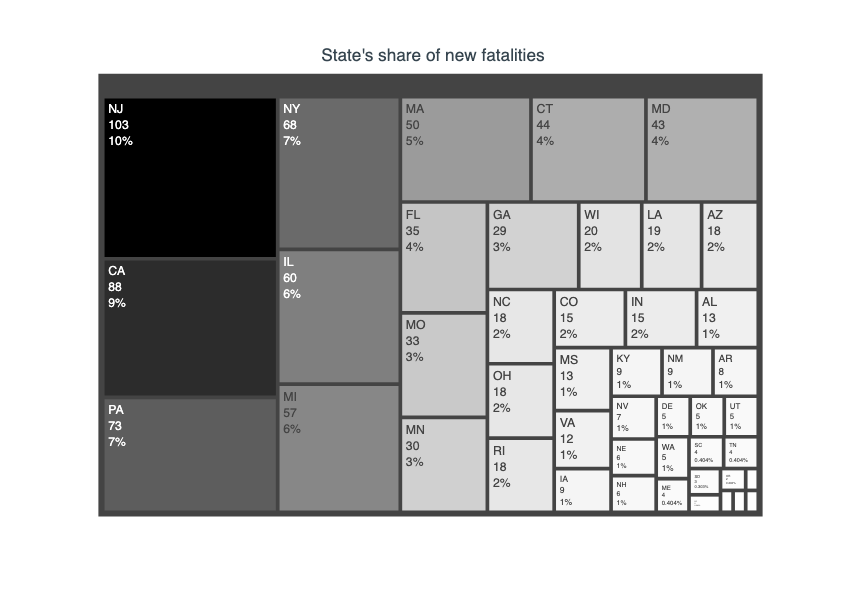 State's share of new fatalities
NJ
103
10%
CA
88
9%
PA
73
7%
NY
68
7%
IL
60
6%
MI
57
6%
MA
50
5%
CT
44
4%
MD
43
4%
FL
35
4%
MO
33
3%
MN
30
3%
GA
29
3%
WI
20
2%
LA
19
2%
AZ
18
2%
NC
18
2%
OH
18
2%
RI
18
2%
CO
15
2%
IN
15
2%
AL
13
1%
MS
13
1%
VA
12
1%
IA
9
1%
KY
9
1%
NM
9
1%
AR
8
1%
NV
7
1%
NE
6
1%
NH
6
1%
DE
5
1%
OK
5
1%
UT
5
1%
WA
5
1%
ME
4
0.404%
SC
4
0.404%
TN
4
0.404%